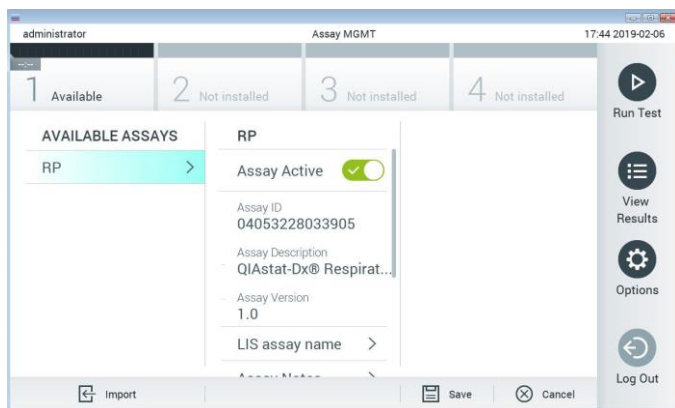 administrator Assay MGMT 17:44 2019-02-06
1 Available 2 Not installed 3 Not installed 4 Not installed
Run Test
AVAILABLE ASSAYS
RP
RP
Assay Active
Assay ID
04053228033905
Assay Description
QIAstat-Dx® Respirat...
Assay Version
1.0
LIS assay name
Assay Notes
View
Results
Options
Log Out
Import Save Cancel